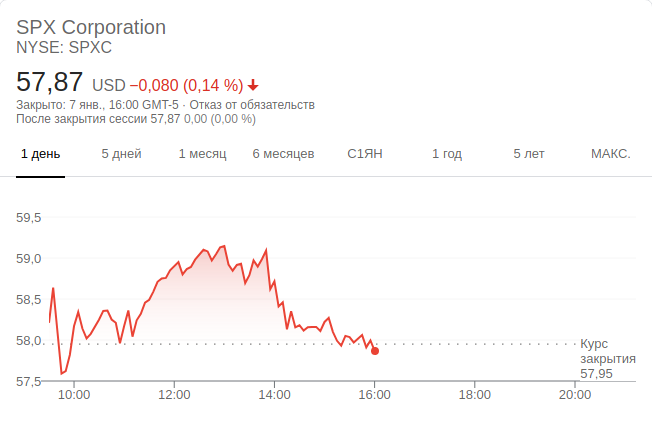 SPX Corporation
NYSE: SPXC
57,87 USD −0,080 (0,14 %)
Закрыто: 7 янв., 16:00 GMT-5 · Отказ от обязательств
После закрытия сессии 57,87 0,00 (0,00 %)
1 день 5 дней 1 месяц 6 месяцев С1ЯН 1 год 5 лет МАКС.
59,5
59,0
58,5
58,0
Курс
закрытия
57,95
57,5
10:00 12:00 14:00 16:00 18:00 20:00